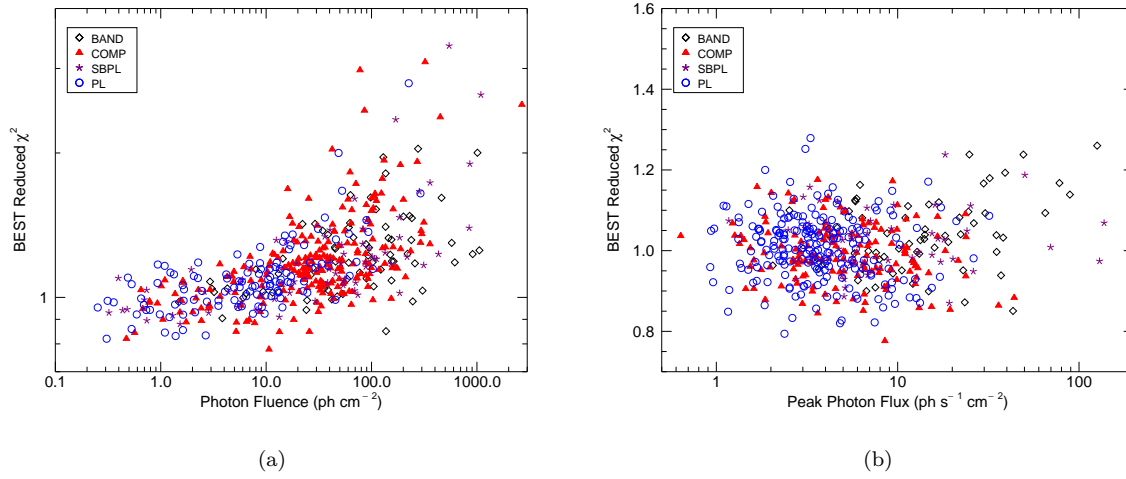 BAND
COMP
SBPL
PL
BEST Reduced χ²
1
0.1 1.0 10.0 100.0 1000.0
Photon Fluence (ph cm⁻²)
(a)
1.6
1.4
1.2
1.0
0.8
BAND
COMP
SBPL
PL
BEST Reduced χ²
1 10 100
Peak Photon Flux (ph s⁻¹ cm⁻²)
(b)